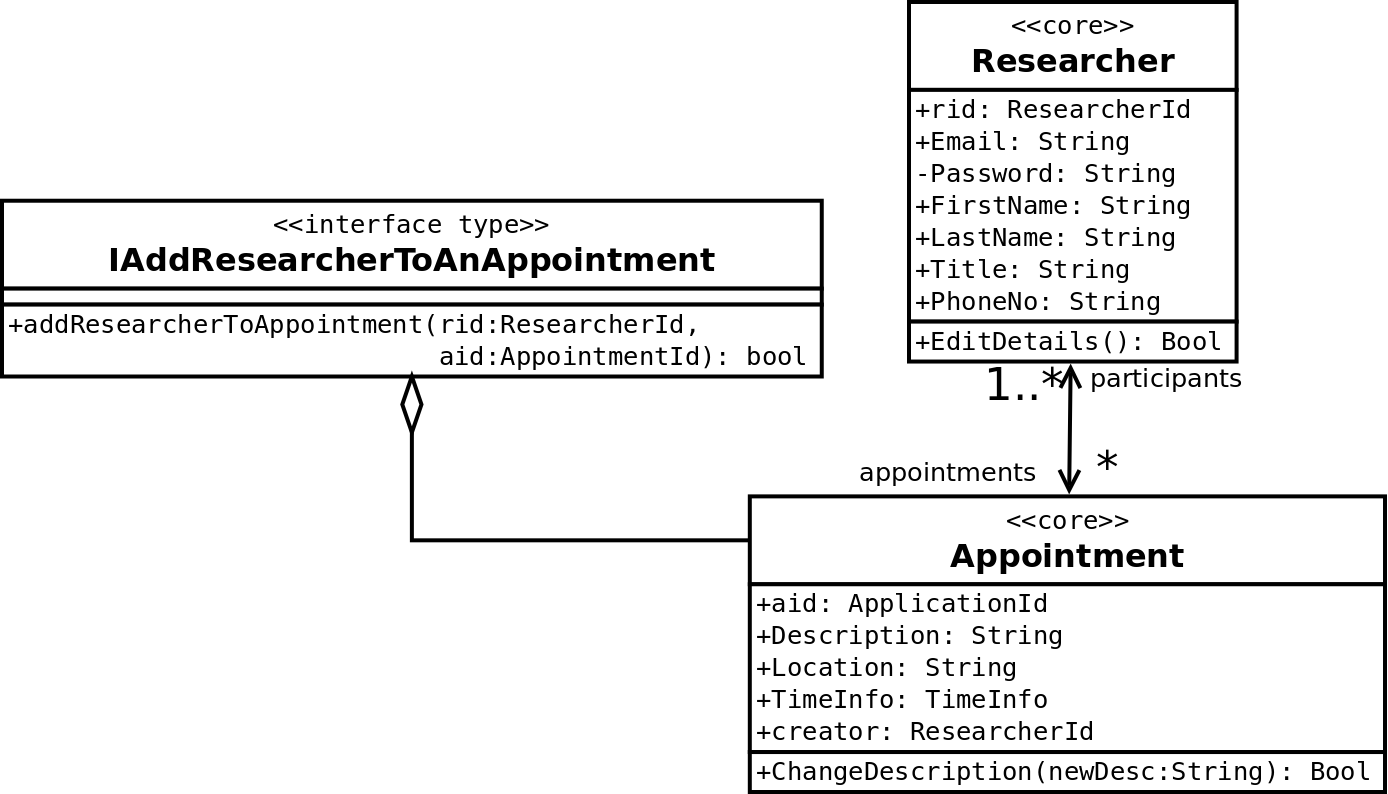 <<core>>
Researcher
+rid: ResearcherId
+Email: String
-Password: String
+FirstName: String
+LastName: String
+Title: String
+PhoneNo: String
+EditDetails(): Bool
<<interface type>>
IAddResearcherToAnAppointment
+addResearcherToAppointment(rid:ResearcherId,
aid:AppointmentId): bool
1..* participants
appointments *
<<core>>
Appointment
+aid: ApplicationId
+Description: String
+Location: String
+TimeInfo: TimeInfo
+creator: ResearcherId
+ChangeDescription(newDesc:String): Bool